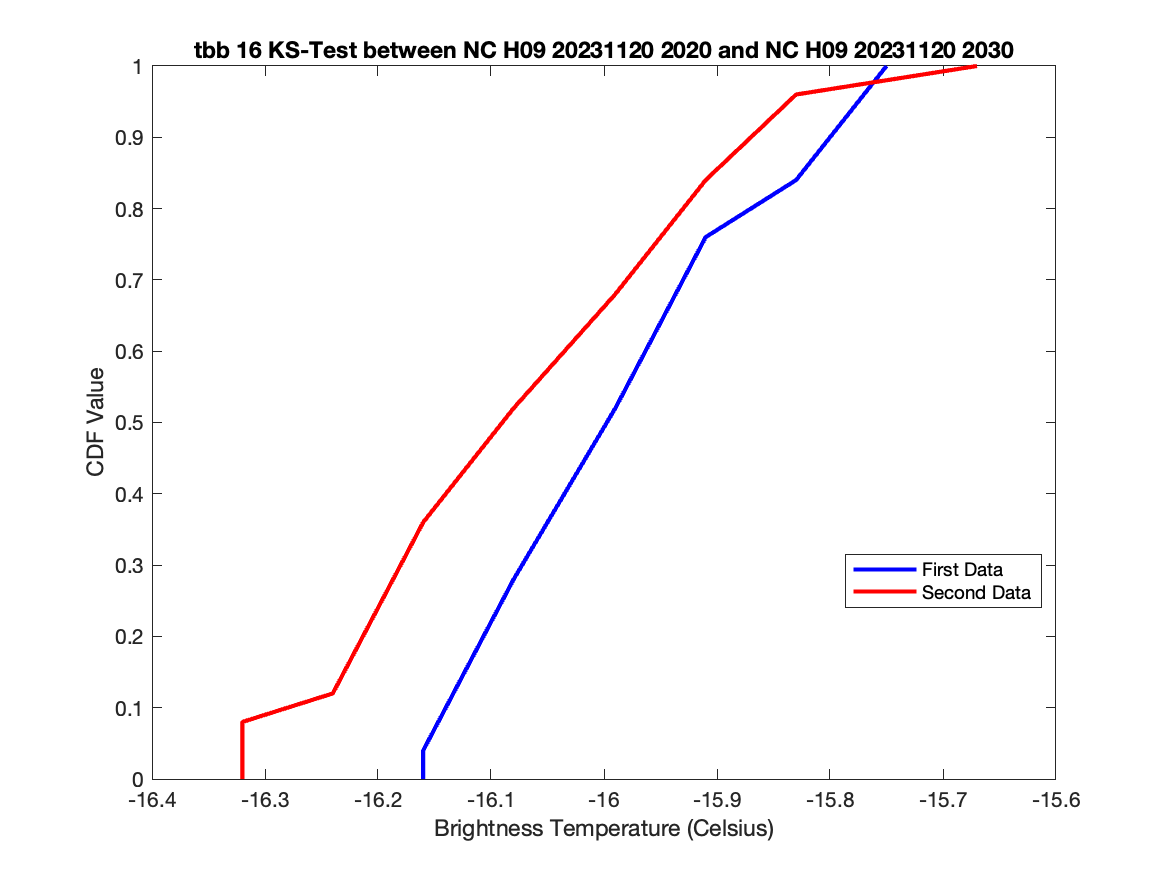 tbb 16 KS-Test between NC H09 20231120 2020 and NC H09 20231120 2030
1
0.9
0.8
0.7
0.6
0.5
0.4
0.3
0.2
0.1
0
CDF Value
First Data
Second Data
-16.4 -16.3 -16.2 -16.1 -16 -15.9 -15.8 -15.7 -15.6
Brightness Temperature (Celsius)